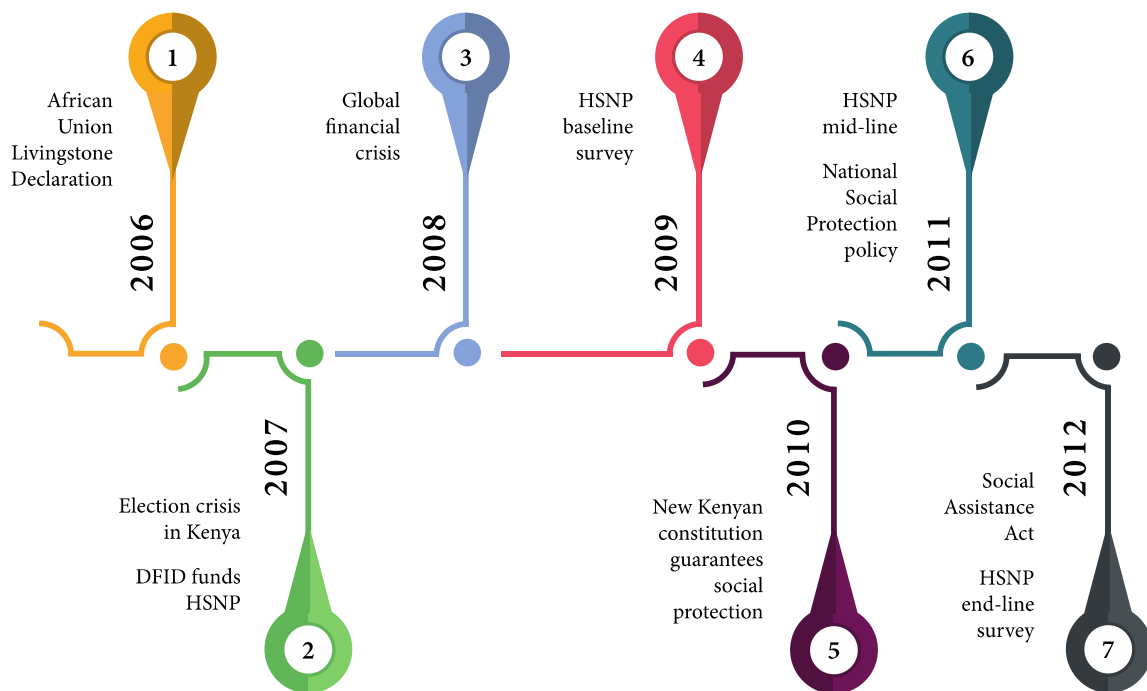 1
African
Union
Livingstone
Declaration
2006
2007
Election crisis
in Kenya
DFID funds
HSNP
2
3
Global
financial
crisis
2008
4
HSNP
baseline
survey
2009
2010
New Kenyan
constitution
guarantees
social
protection
5
6
HSNP
mid-line
National
Social
Protection
policy
2011
2012
Social
Assistance
Act
HSNP
end-line
survey
7